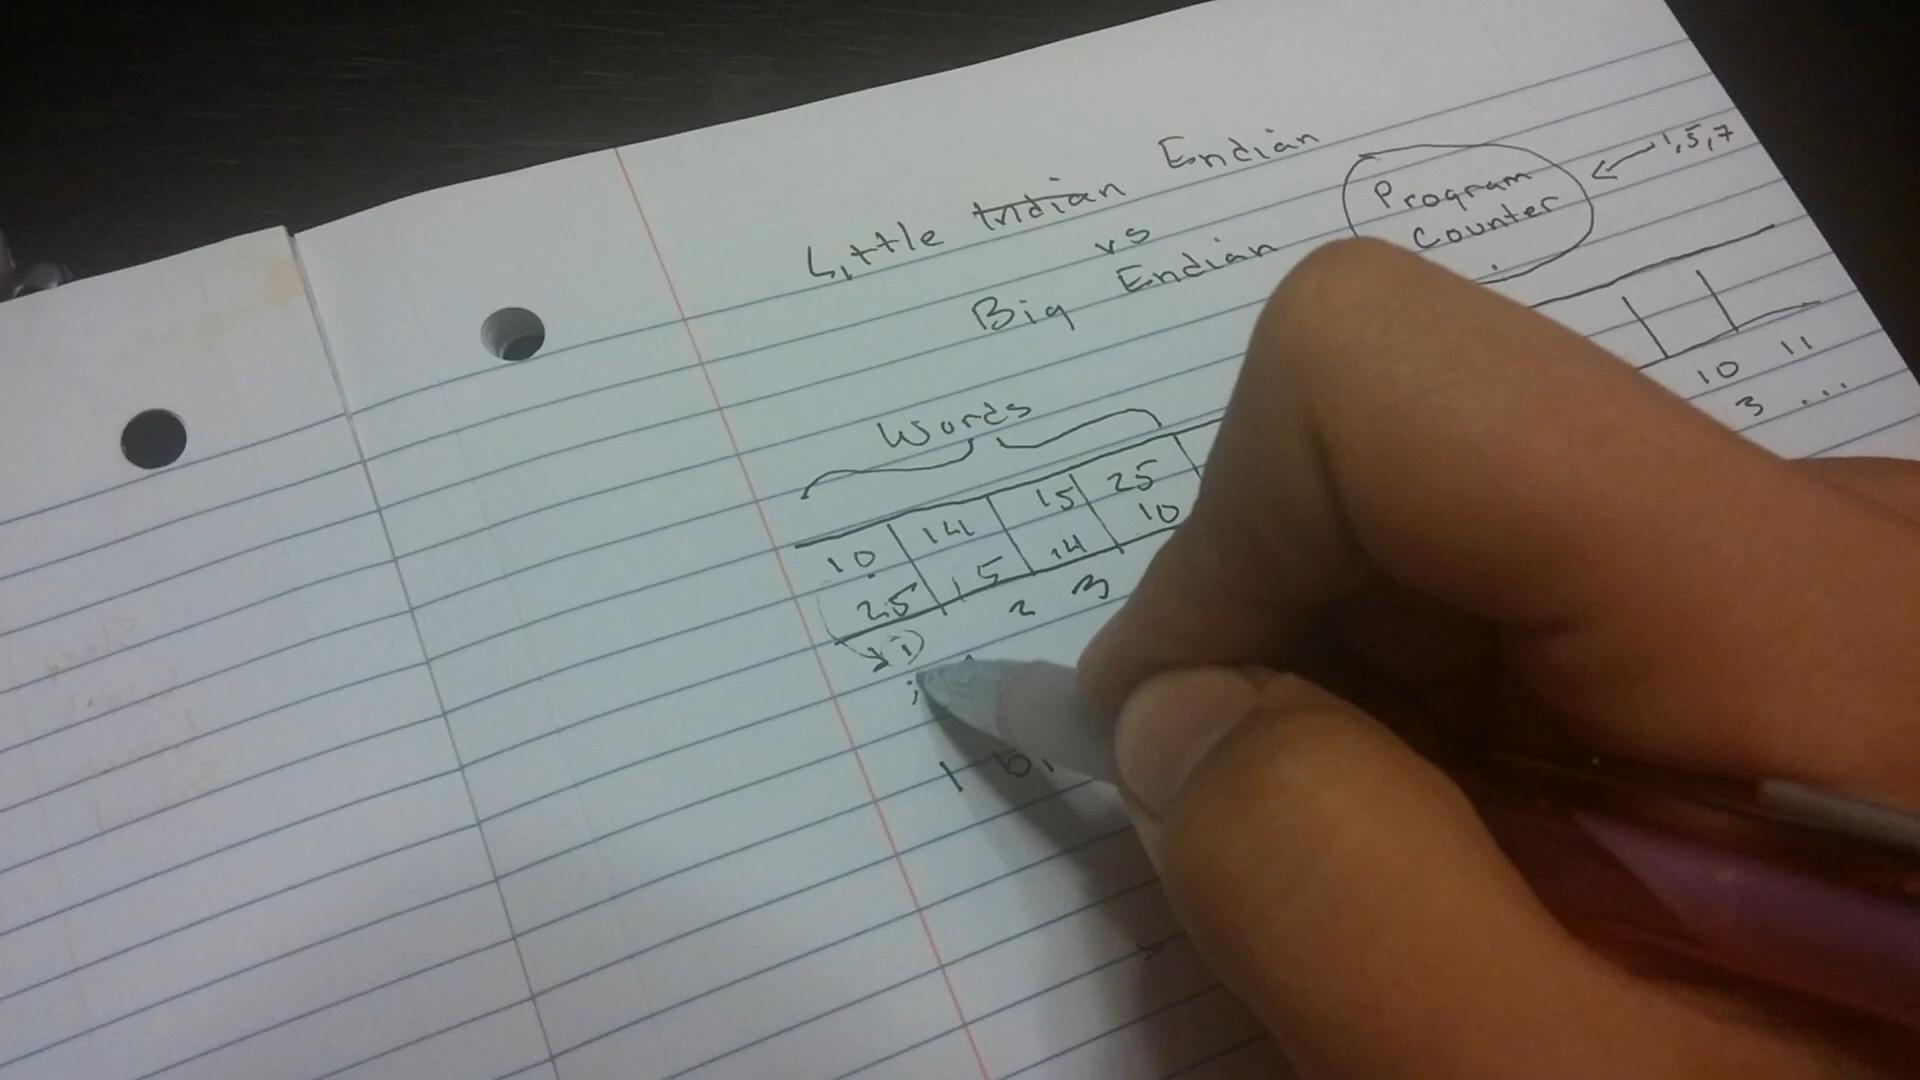 Little Indian Endian
vs
Big Endian
Program
Counter
1,5,7
Words
10 14 15 25
25 15 14 10
2 3
10 11
3 ...
1